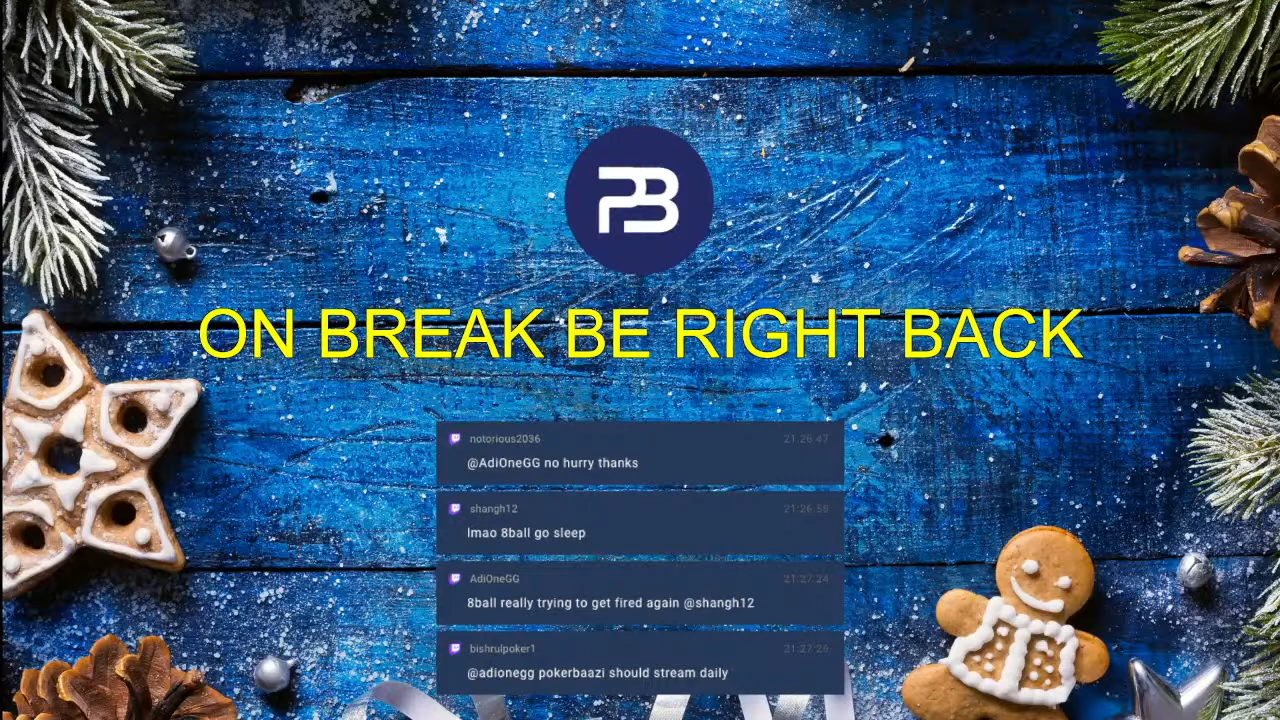 PB
ON BREAK BE RIGHT BACK
notorious2036 21:26:47
@AdiOneGG no hurry thanks
shangh12 21:26:58
lmao 8ball go sleep
AdiOneGG 21:27:24
8ball really trying to get fired again @shangh12
bishruipoker1 21:27:26
@adionegg pokerbaazi should stream daily